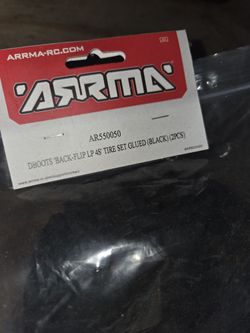 ARRMA-RC.COM
ARRMA
AR550050
DBOOTS 'BACK-FLIP LP 4S' TIRE SET GLUED (BLACK) (2PCS)